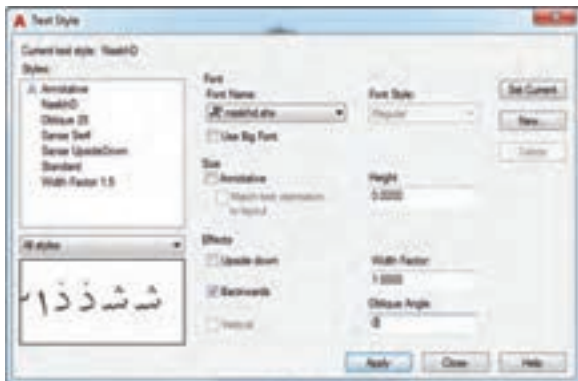 Text Style
Current text style: NaskhD
Styles:
Annotative
NaskhD
Oblique 25
Sanse Serif
Sanse UpsideDown
Standard
Width Factor 1.5
All styles
Font
Font Name:
naskhd.shx
Use Big Font
Font Style:
Regular
Size
Annotative
Match text orientation
to layout
Height
0.0000
Effects
Upside down
Backwards
Vertical
Width Factor:
1.0000
Oblique Angle:
Set Current
New...
Delete
Apply
Close
Help